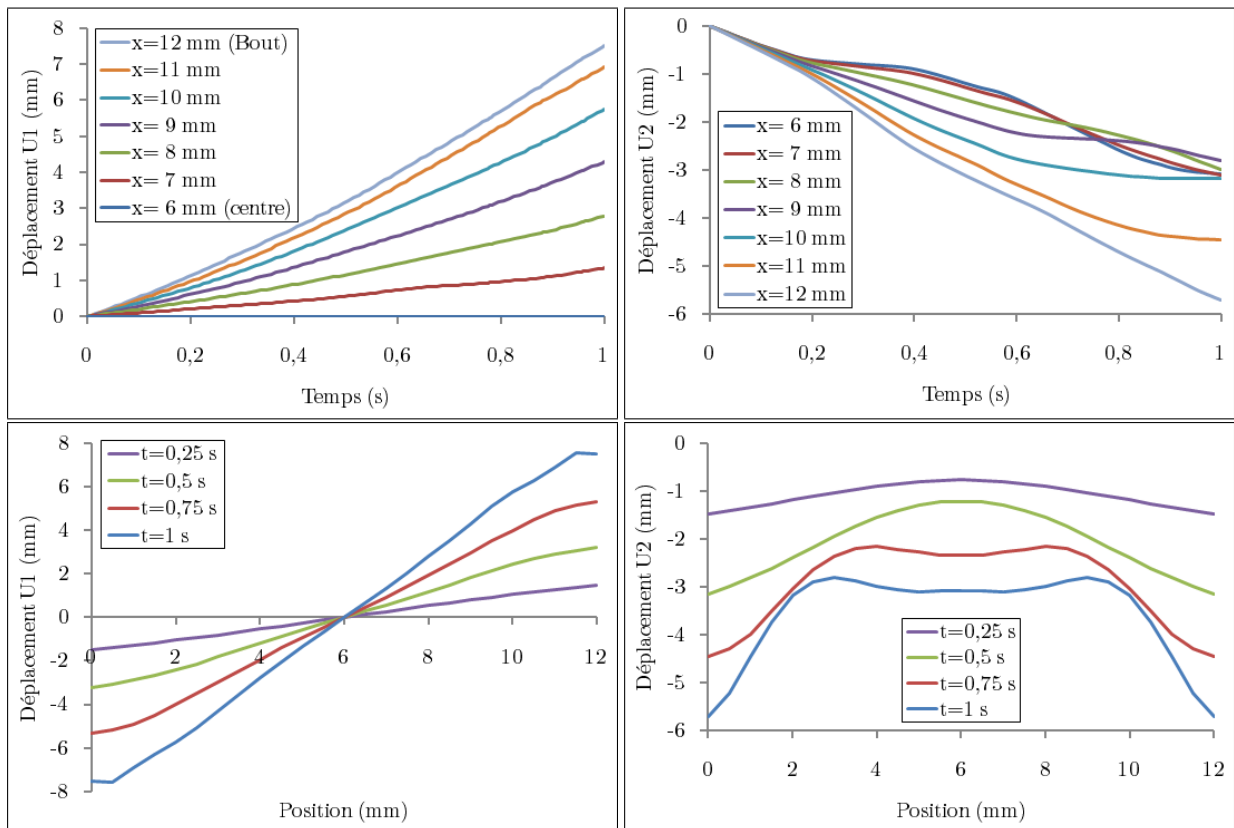 Déplacement U1 (mm)
8
7
6
5
4
3
2
1
0
x=12 mm (Bout)
x=11 mm
x=10 mm
x= 9 mm
x= 8 mm
x= 7 mm
x= 6 mm (centre)
0 0,2 0,4 0,6 0,8 1
Temps (s)
Déplacement U2 (mm)
0
-1
-2
-3
-4
-5
-6
x= 6 mm
x= 7 mm
x= 8 mm
x= 9 mm
x=10 mm
x=11 mm
x=12 mm
0 0,2 0,4 0,6 0,8 1
Temps (s)
Déplacement U1 (mm)
8
6
4
2
0
-2
-4
-6
-8
t=0,25 s
t=0,5 s
t=0,75 s
t=1 s
0 2 4 6 8 10 12
Position (mm)
Déplacement U2 (mm)
0
-1
-2
-3
-4
-5
-6
t=0,25 s
t=0,5 s
t=0,75 s
t=1 s
0 2 4 6 8 10 12
Position (mm)